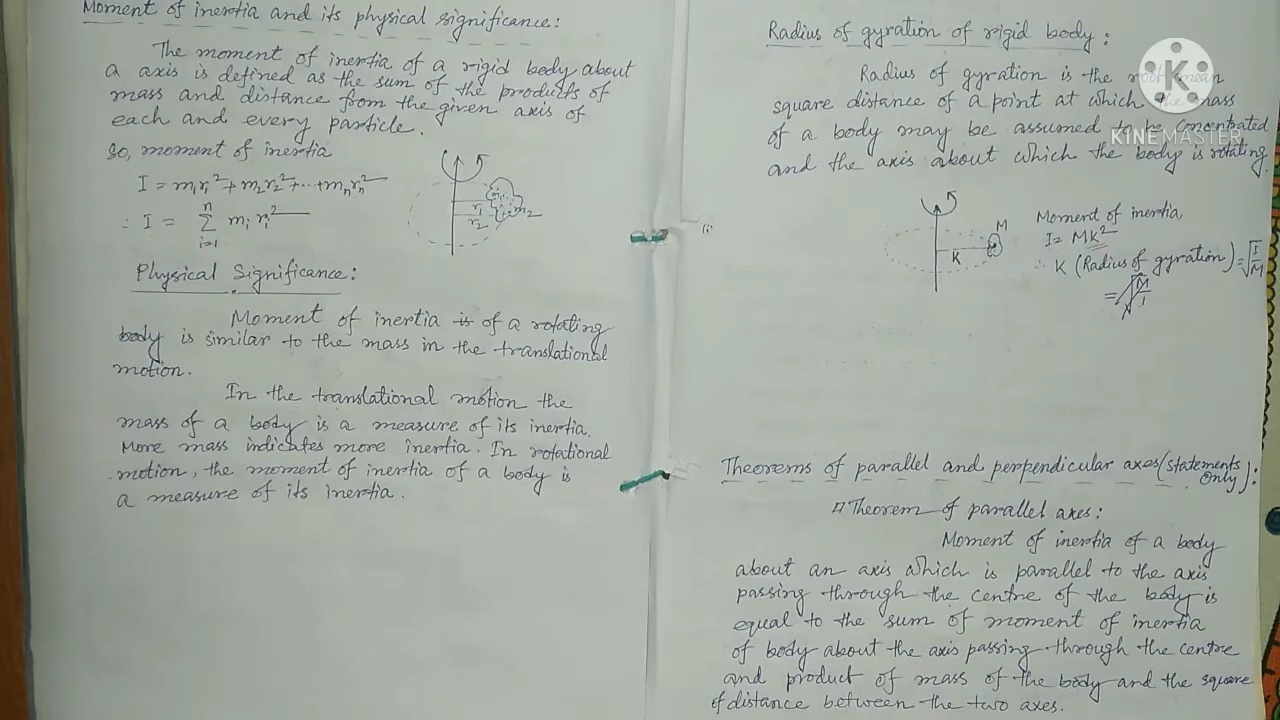 Moment of inertia and its physical significance:
The moment of inertia of a rigid body about
a axis is defined as the sum of the products of
mass and distance from the given axis of
each and every particle.
So, moment of inertia
I = m₁r₁² + m₂r₂² + ... + mₙrₙ²
∴ I = n∑i=1 mᵢ rᵢ²
m₁
r₁
m₂
r₂
Physical Significance:
Moment of inertia is of a rotating
body is similar to the mass in the translational
motion.
In the translational motion the
mass of a body is a measure of its inertia.
More mass indicates more inertia. In rotational
motion, the moment of inertia of a body is
a measure of its inertia.
Radius of gyration of rigid body:
Radius of gyration is the root mean
square distance of a point at which the mass
of a body may be assumed to be concentrated
and the axis about which the body is rotating.
M
K
Moment of inertia,
I = MK²
∴ K (Radius of gyration) = √(I/M)
= √(M/I)
Theorems of parallel and perpendicular axes (statements
only):
Theorem of parallel axes:
Moment of inertia of a body
about an axis which is parallel to the axis
passing through the centre of the body is
equal to the sum of moment of inertia
of body about the axis passing through the centre
and product of mass of the body and the square
of distance between the two axes.
K
KINEMASTER